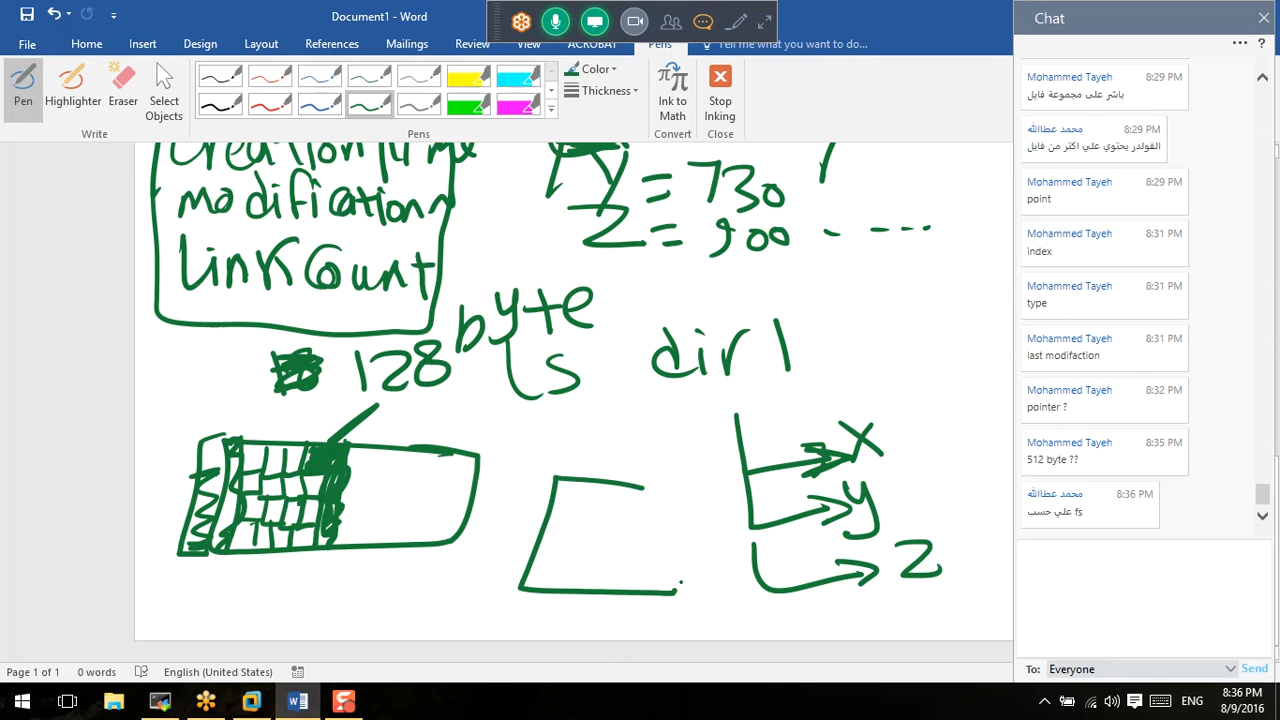 Document1 - Word
File Home Insert Design Layout References Mailings Review View ACROBAT Pens Tell me what you want to do...
Pen
Highlighter
Eraser
Select Objects
Color
Thickness
Ink to Math
Stop Inking
Write
Pens
Convert
Close
Creationtime
modification
Link Count
128 bytes
y = 730
Z = 900 - ----
dir 1
X
y
Z
Chat
Mohammed Tayeh 8:29 PM
باشر على مجموعة فايل
محمد عطاالله 8:29 PM
الفولدر يحتوي علي اكثر من فايل
Mohammed Tayeh 8:29 PM
point
Mohammed Tayeh 8:31 PM
index
Mohammed Tayeh 8:31 PM
type
Mohammed Tayeh 8:31 PM
last modifaction
Mohammed Tayeh 8:32 PM
pointer ?
Mohammed Tayeh 8:35 PM
512 byte ??
محمد عطاالله 8:36 PM
علي حسب fs
To: Everyone Send
Page 1 of 1 0 words English (United States)
ENG
8:36 PM
8/9/2016